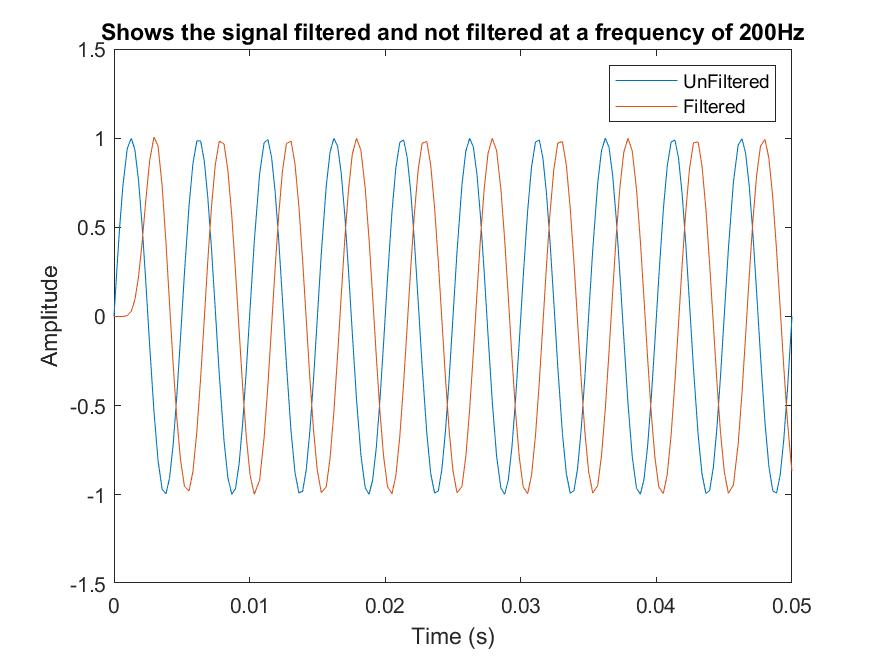 Shows the signal filtered and not filtered at a frequency of 200Hz
1.5
UnFiltered
Filtered
1
0.5
0
-0.5
-1
-1.5
Amplitude
0 0.01 0.02 0.03 0.04 0.05
Time (s)